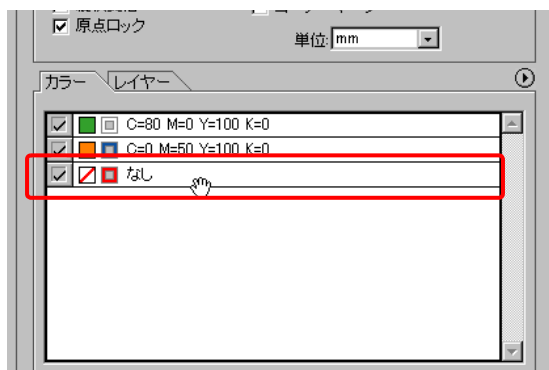 原点ロック
単位: mm
カラー レイヤー
C=80 M=0 Y=100 K=0
C=0 M=50 Y=100 K=0
なし